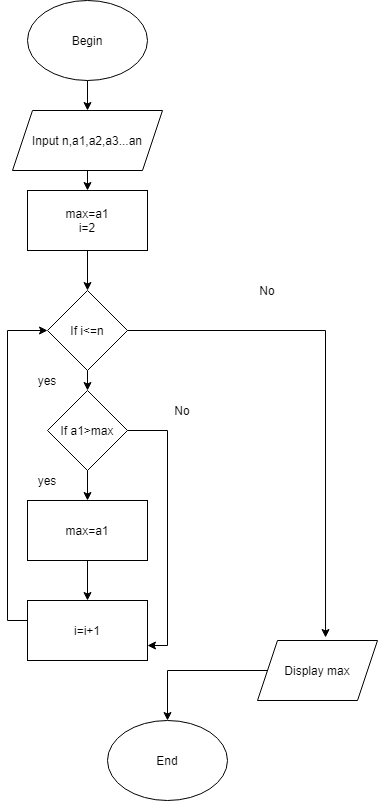 Begin
Input n,a1,a2,a3...an
max=a1
i=2
No
If i<=n
yes
No
If a1>max
yes
max=a1
i=i+1
Display max
End